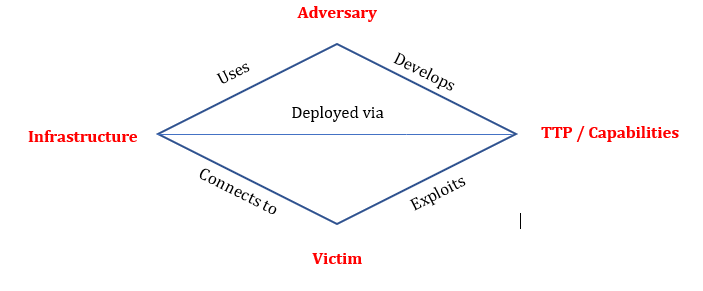 Adversary
Uses
Develops
Deployed via
Infrastructure
TTP / Capabilities
Connects to
Exploits
Victim